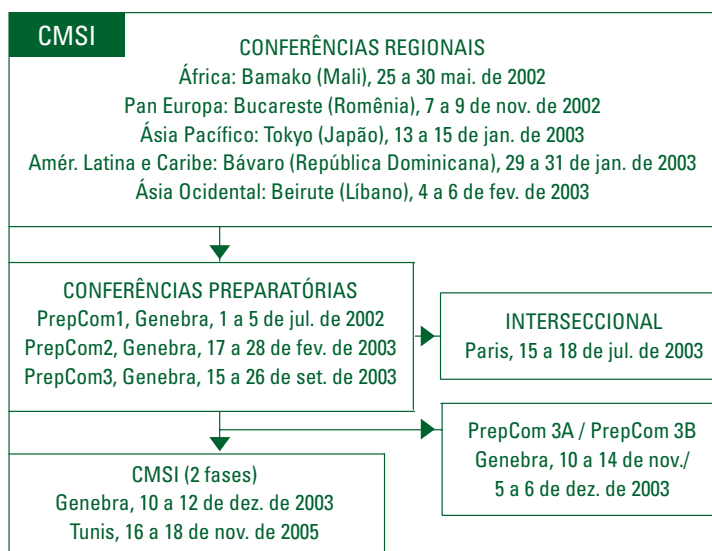 CMSI
CONFERÊNCIAS REGIONAIS
África: Bamako (Mali), 25 a 30 mai. de 2002
Pan Europa: Bucareste (Romênia), 7 a 9 de nov. de 2002
Ásia Pacífico: Tokyo (Japão), 13 a 15 de jan. de 2003
Amér. Latina e Caribe: Bávaro (República Dominicana), 29 a 31 de jan. de 2003
Ásia Ocidental: Beirute (Líbano), 4 a 6 de fev. de 2003
CONFERÊNCIAS PREPARATÓRIAS
PrepCom1, Genebra, 1 a 5 de jul. de 2002
PrepCom2, Genebra, 17 a 28 de fev. de 2003
PrepCom3, Genebra, 15 a 26 de set. de 2003
INTERSECCIONAL
Paris, 15 a 18 de jul. de 2003
PrepCom 3A / PrepCom 3B
Genebra, 10 a 14 de nov./
5 a 6 de dez. de 2003
CMSI (2 fases)
Genebra, 10 a 12 de dez. de 2003
Tunis, 16 a 18 de nov. de 2005